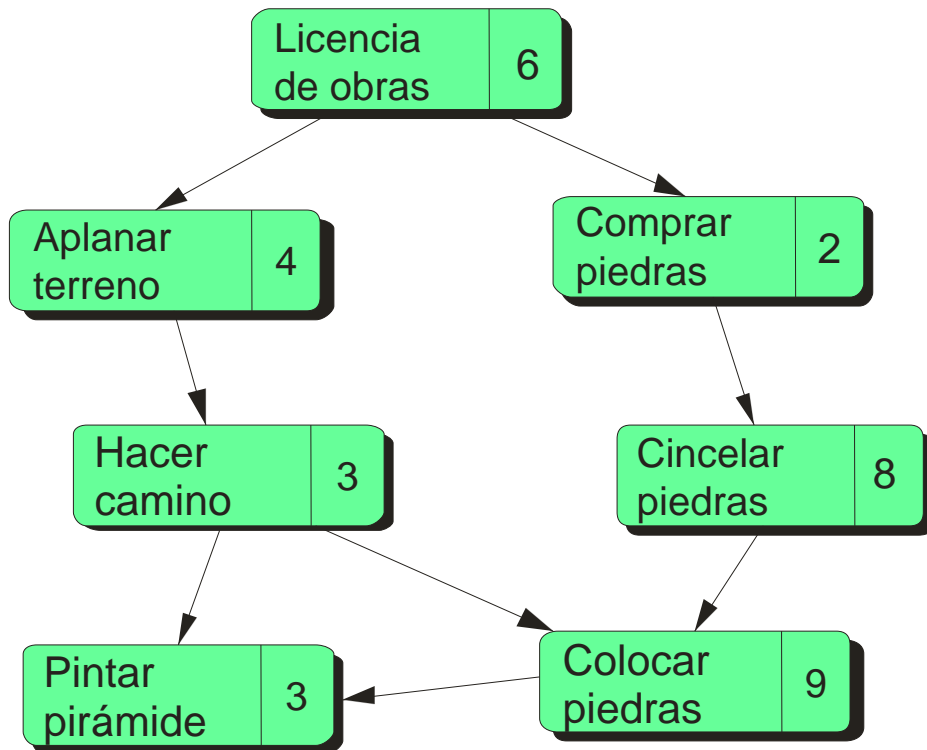 Licencia
de obras
6
Aplanar
terreno
4
Comprar
piedras
2
Hacer
camino
3
Cincelar
piedras
8
Pintar
pirámide
3
Colocar
piedras
9